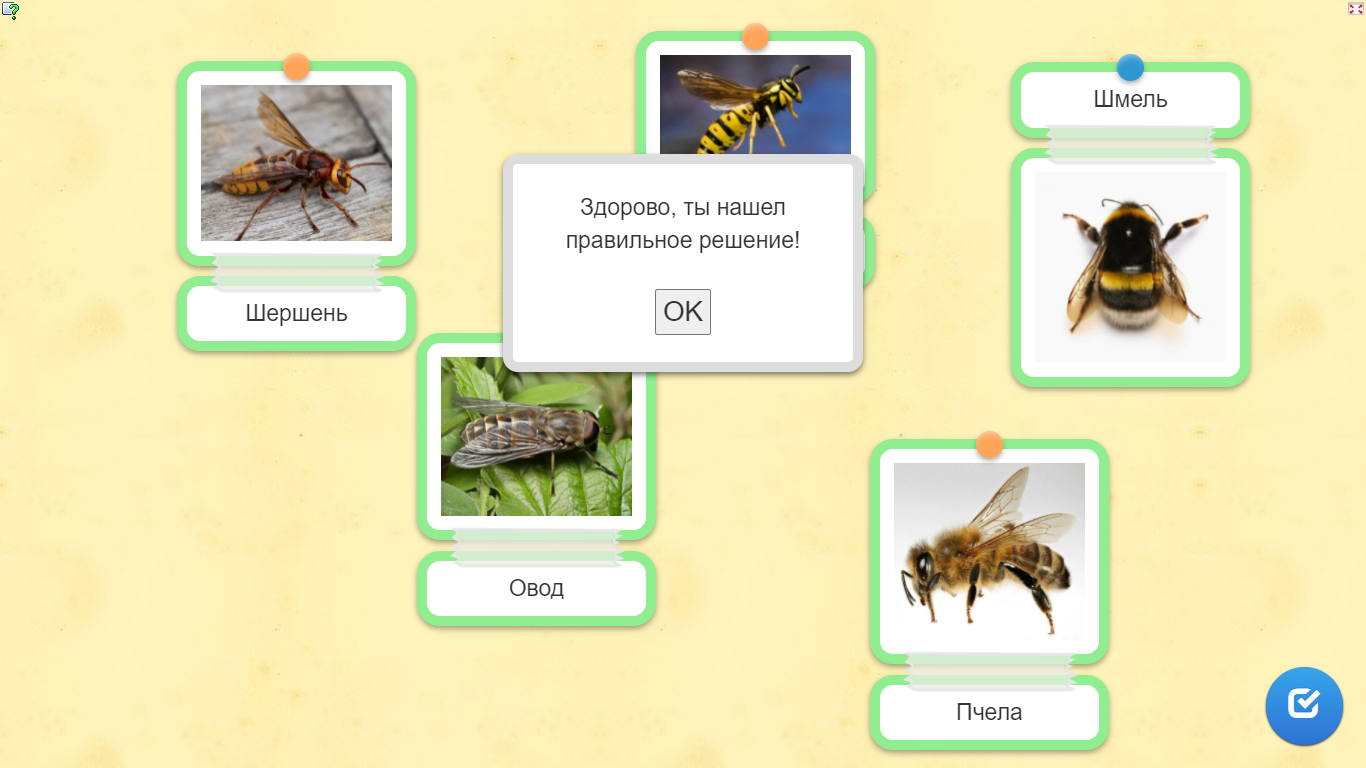 Шмель
Здорово, ты нашел
правильное решение!
OK
Шершень
Овод
Пчела